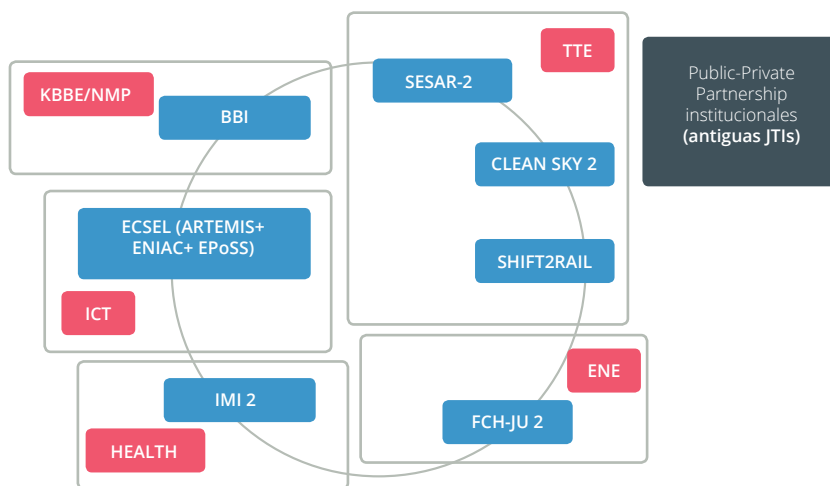 TTE
SESAR-2
CLEAN SKY 2
SHIFT2RAIL
Public-Private
Partnership
institucionales
(antiguas JTIs)
KBBE/NMP
BBI
ECSEL (ARTEMIS+
ENIAC+ EPoSS)
ICT
ENE
FCH-JU 2
IMI 2
HEALTH